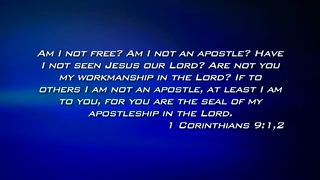 Am I not free? Am I not an apostle? Have
I not seen Jesus our Lord? Are not you
my workmanship in the Lord? If to
others I am not an apostle, at least I am
to you, for you are the seal of my
apostleship in the Lord.
1 Corinthians 9:1,2